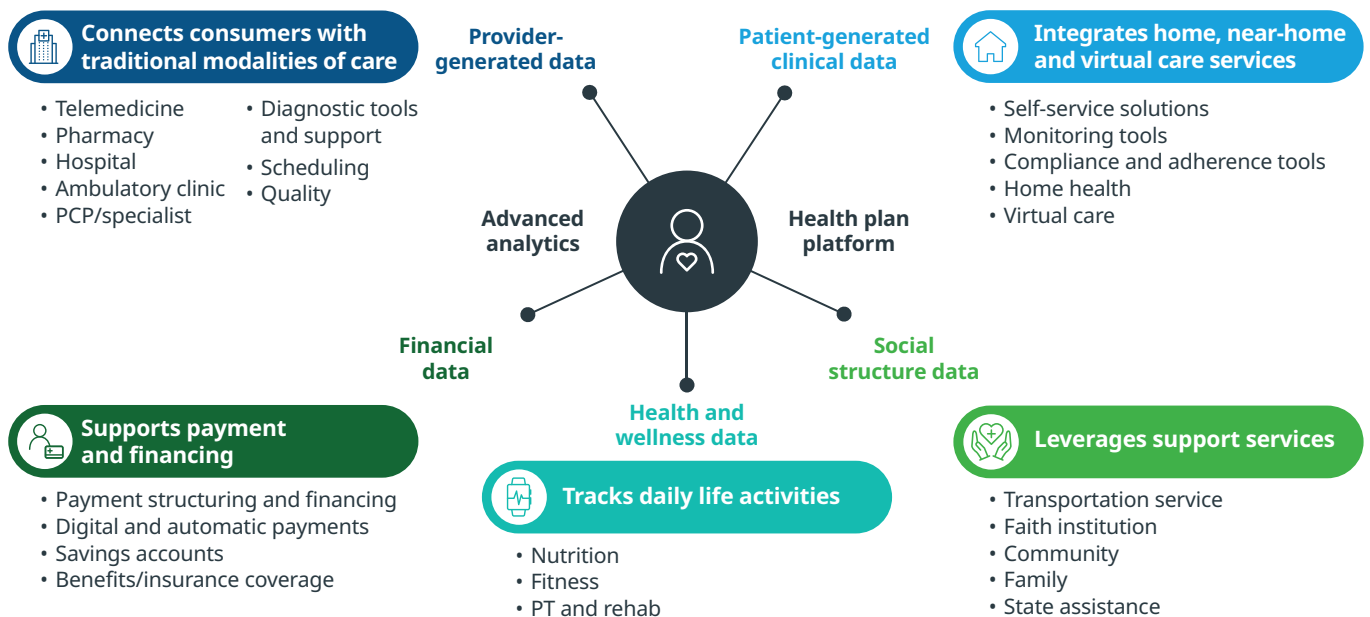 Connects consumers with
traditional modalities of care
• Telemedicine
• Pharmacy
• Hospital
• Ambulatory clinic
• PCP/specialist
• Diagnostic tools
and support
• Scheduling
• Quality
Provider-
generated data
Patient-generated
clinical data
Integrates home, near-home
and virtual care services
• Self-service solutions
• Monitoring tools
• Compliance and adherence tools
• Home health
• Virtual care
Advanced
analytics
Health plan
platform
Financial
data
Social
structure data
Health and
wellness data
Supports payment
and financing
• Payment structuring and financing
• Digital and automatic payments
• Savings accounts
• Benefits/insurance coverage
Tracks daily life activities
• Nutrition
• Fitness
• PT and rehab
Leverages support services
• Transportation service
• Faith institution
• Community
• Family
• State assistance